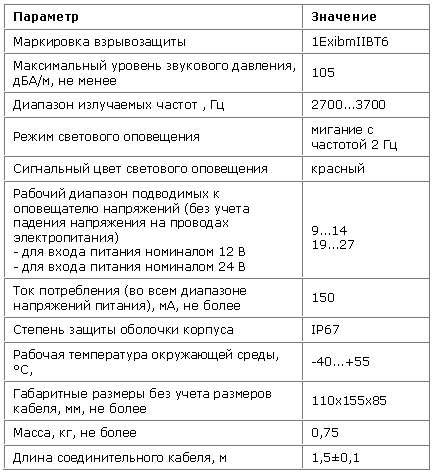 Параметр Значение
Маркировка взрывозащиты 1ExibmIIBT6
Максимальный уровень звукового давления,
дБА/м, не менее 105
Диапазон излучаемых частот , Гц 2700...3700
Режим светового оповещения мигание с
частотой 2 Гц
Сигнальный цвет светового оповещения красный
Рабочий диапазон подводимых к
оповещателю напряжений (без учета
падения напряжения на проводах
электропитания)
- для входа питания номиналом 12 В
- для входа питания номиналом 24 В
9...14
19...27
Ток потребления (во всем диапазоне
напряжений питания), мА, не более 150
Степень защиты оболочки корпуса IP67
Рабочая температура окружающей среды,
°С, -40...+55
Габаритные размеры без учета размеров
кабеля, мм, не более 110х155х85
Масса, кг, не более 0,75
Длина соединительного кабеля, м 1,5±0,1